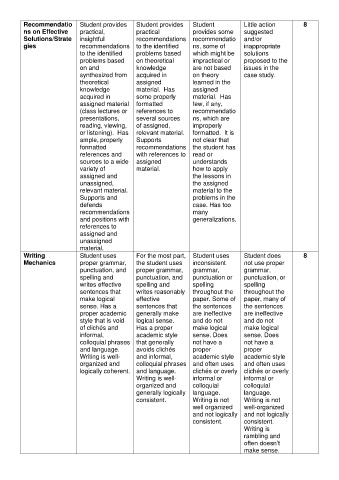 Recommendatio
ns on Effective
Solutions/Strate
gies
Student provides
practical,
insightful
recommendations
to the identified
problems based
on and
synthesized from
theoretical
knowledge
acquired in
assigned material
(class lectures or
presentations,
reading, viewing,
or listening).  Has
ample, properly
formatted
references and
sources to a wide
variety of
assigned and
unassigned,
relevant material.
Supports and
defends
recommendations
and positions with
references to
assigned and
unassigned
material.
Student provides
practical
recommendations
to the identified
problems based
on theoretical
knowledge
acquired in
assigned
material.  Has
some properly
formatted
references to
several sources
of assigned,
relevant material.
Supports
recommendations
with references to
assigned
material.
Student
provides some
recommendatio
ns, some of
which might be
impractical or
are not based
on theory
learned in the
assigned
material.  Has
few, if any,
recommendatio
ns, which are
improperly
formatted.  It is
not clear that
the student has
read or
understands
how to apply
the lessons in
the assigned
material to the
problems in the
case. Has too
many
generalizations.
Little action
suggested
and/or
inappropriate
solutions
proposed to the
issues in the
case study.
8
Writing
Mechanics
Student uses
proper grammar,
punctuation, and
spelling and
writes effective
sentences that
make logical
sense. Has a
proper academic
style that is void
of clichés and
informal,
colloquial phrases
and language.
Writing is well-
organized and
logically coherent.
For the most part,
the student uses
proper grammar,
punctuation, and
spelling and
writes reasonably
effective
sentences that
generally make
logical sense.
Has a proper
academic style
that generally
avoids clichés
and informal,
colloquial phrases
and language.
Writing is well-
organized and
generally logically
consistent.
Student uses
inconsistent
grammar,
punctuation or
spelling
throughout the
paper. Some of
the sentences
are ineffective
and do not
make logical
sense. Does
not have a
proper
academic style
and often uses
clichés or overly
informal or
colloquial
language.
Writing is not
well organized
and not logically
consistent.
Student does
not use proper
grammar,
punctuation, or
spelling
throughout the
paper, many of
the sentences
are ineffective
and do not
make logical
sense. Does
not have a
proper
academic style
and often uses
clichés or overly
informal or
colloquial
language.
Writing is not
well-organized
and not logically
consistent.
Writing is
rambling and
often doesn't
make sense.
8